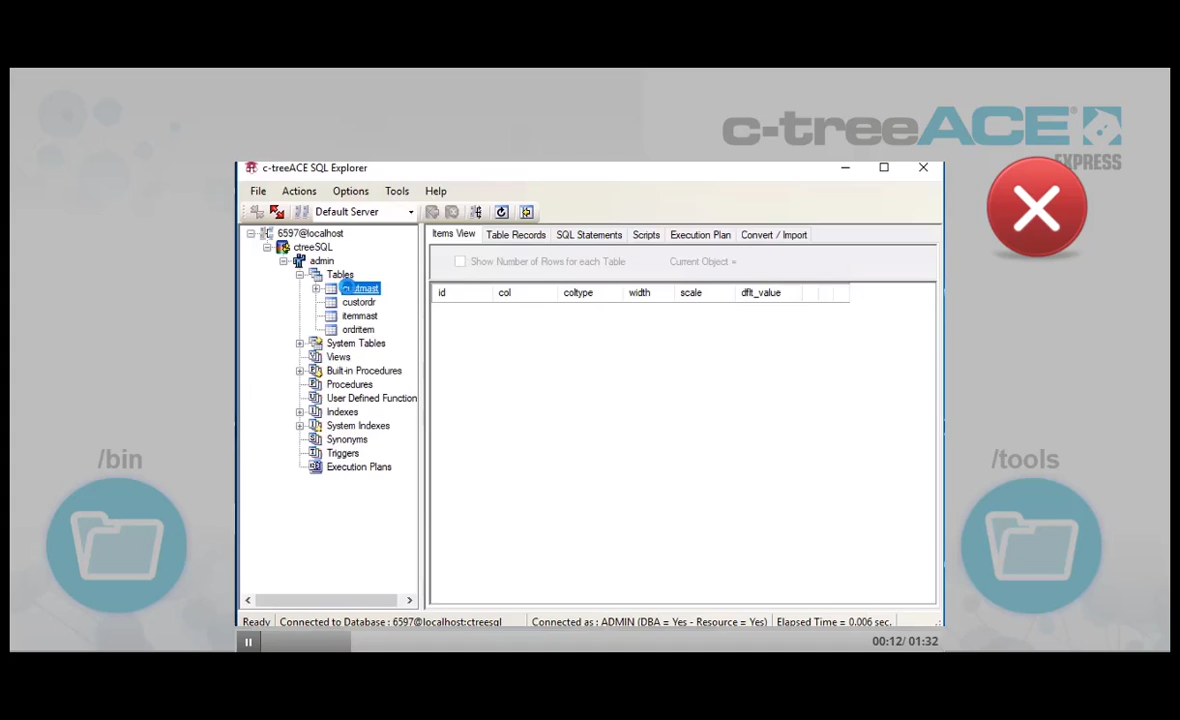 c-treeACE®
EXPRESS
c-treeACE SQL Explorer
File Actions Options Tools Help
Default Server
6597@localhost
ctreeSQL
admin
Tables
custordr
itemmast
ordritem
System Tables
Views
Built-in Procedures
Procedures
User Defined Function
Indexes
System Indexes
Synonyms
Triggers
Execution Plans
Items View Table Records SQL Statements Scripts Execution Plan Convert / Import
Show Number of Rows for each Table Current Object =
id col coltype width scale dflt_value
/bin
/tools
Ready Connected to Database : 6597@localhost:ctreesql Connected as : ADMIN (DBA = Yes - Resource = Yes) Elapsed Time = 0,006 sec.
00:12/ 01:32